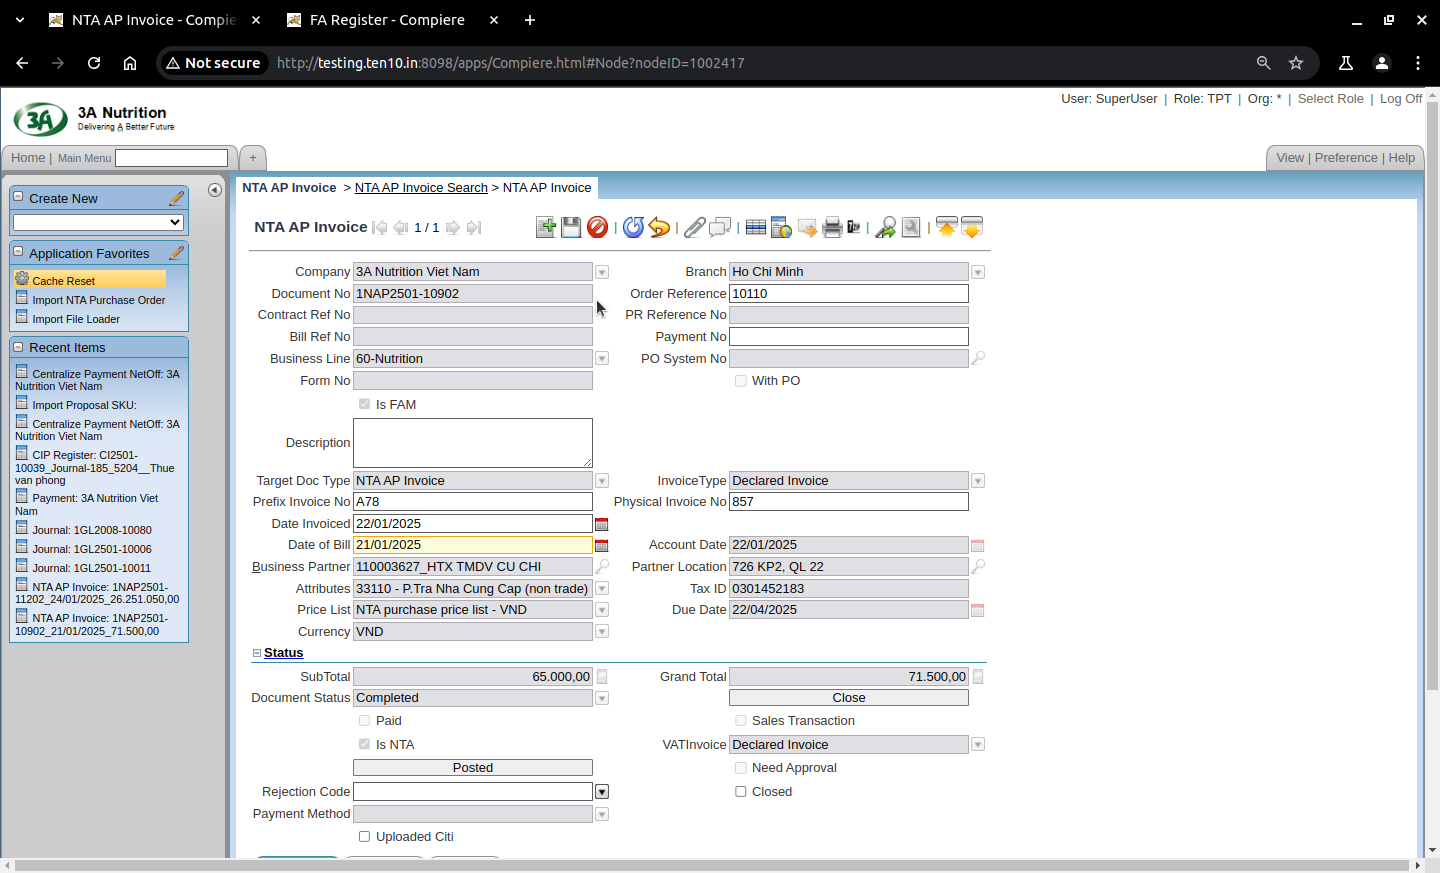 NTA AP Invoice - Compie
FA Register - Compiere
Not secure
http://testing.ten10.in:8098/apps/Compiere.html#Node?nodeID=1002417
User: SuperUser | Role: TPT | Org: * | Select Role | Log Off
3A
3A Nutrition
Delivering A Better Future
Home | Main Menu
+
View | Preference | Help
NTA AP Invoice > NTA AP Invoice Search > NTA AP Invoice
Create New
Application Favorites
Cache Reset
Import NTA Purchase Order
Import File Loader
Recent Items
Centralize Payment NetOff: 3A
Nutrition Viet Nam
Import Proposal SKU:
Centralize Payment NetOff: 3A
Nutrition Viet Nam
CIP Register: CI2501-
10039_Journal-185_5204__Thue
van phong
Payment: 3A Nutrition Viet
Nam
Journal: 1GL2008-10080
Journal: 1GL2501-10006
Journal: 1GL2501-10011
NTA AP Invoice: 1NAP2501-
11202_24/01/2025_26.251.050,00
NTA AP Invoice: 1NAP2501-
10902_21/01/2025_71.500,00
NTA AP Invoice 1 / 1
Company 3A Nutrition Viet Nam Branch Ho Chi Minh
Document No 1NAP2501-10902 Order Reference 10110
Contract Ref No PR Reference No
Bill Ref No Payment No
Business Line 60-Nutrition PO System No
Form No With PO
Is FAM
Description
Target Doc Type NTA AP Invoice InvoiceType Declared Invoice
Prefix Invoice No A78 Physical Invoice No 857
Date Invoiced 22/01/2025
Date of Bill 21/01/2025 Account Date 22/01/2025
Business Partner 110003627_HTX TMDV CU CHI Partner Location 726 KP2, QL 22
Attributes 33110 - P.Tra Nha Cung Cap (non trade) Tax ID 0301452183
Price List NTA purchase price list - VND Due Date 22/04/2025
Currency VND
Status
SubTotal 65.000,00 Grand Total 71.500,00
Document Status Completed Close
Paid Sales Transaction
Is NTA VATInvoice Declared Invoice
Posted Need Approval
Rejection Code Closed
Payment Method
Uploaded Citi